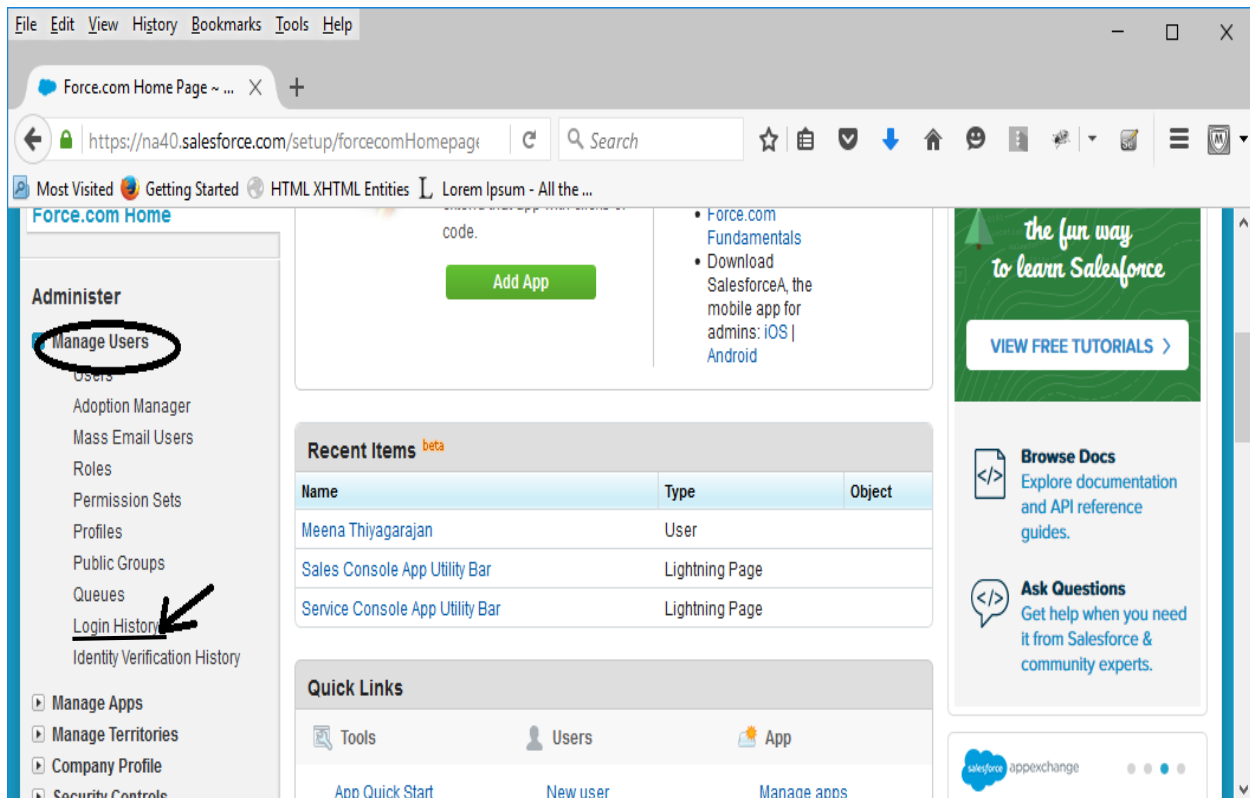 File Edit View History Bookmarks Tools Help
Force.com Home Page ~ ...
https://na40.salesforce.com/setup/forcecomHomepage
Search
Most Visited Getting Started HTML XHTML Entities Lorem Ipsum - All the ...
Force.com Home
Administer
Manage Users
Users
Adoption Manager
Mass Email Users
Roles
Permission Sets
Profiles
Public Groups
Queues
Login History
Identity Verification History
Manage Apps
Manage Territories
Company Profile
Security Controls
code.
Add App
Force.com
Fundamentals
Download
SalesforceA, the
mobile app for
admins: iOS |
Android
Recent Items beta
Name Type Object
Meena Thiyagarajan User
Sales Console App Utility Bar Lightning Page
Service Console App Utility Bar Lightning Page
Quick Links
Tools Users App
App Quick Start New user Manage apps
the fun way
to learn Salesforce
VIEW FREE TUTORIALS
Browse Docs
Explore documentation
and API reference
guides.
Ask Questions
Get help when you need
it from Salesforce &
community experts.
salesforce appexchange